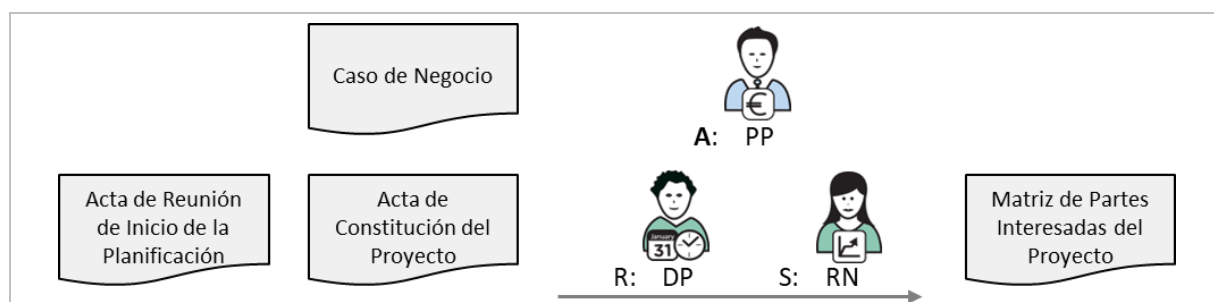 Caso de Negocio
€
A: PP
Acta de Reunión
de Inicio de la
Planificación
Acta de
Constitución del
Proyecto
January
31
R: DP
S: RN
Matriz de Partes
Interesadas del
Proyecto